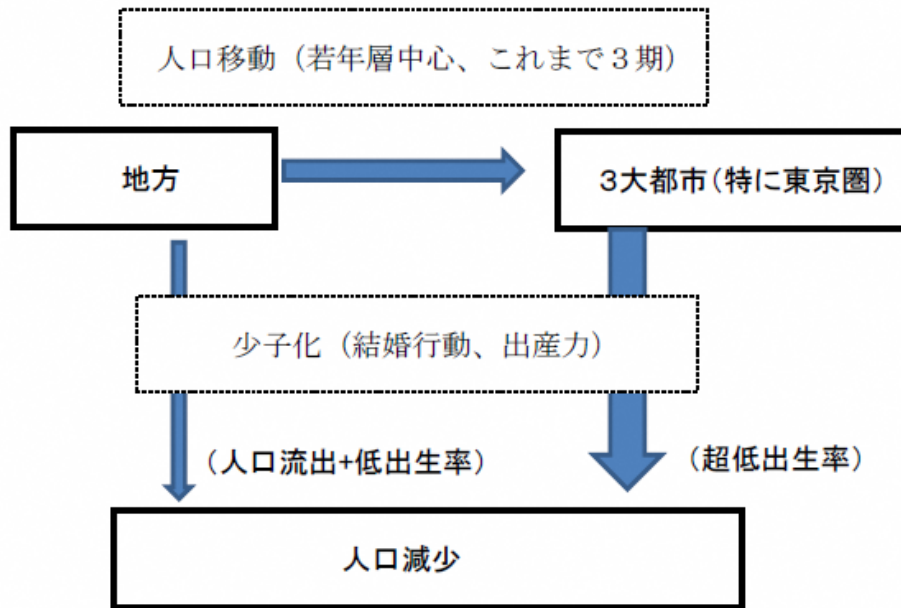 人口移動（若年層中心、これまで３期）
地方
３大都市（特に東京圏）
少子化（結婚行動、出産力）
（人口流出+低出生率）
（超低出生率）
人口減少